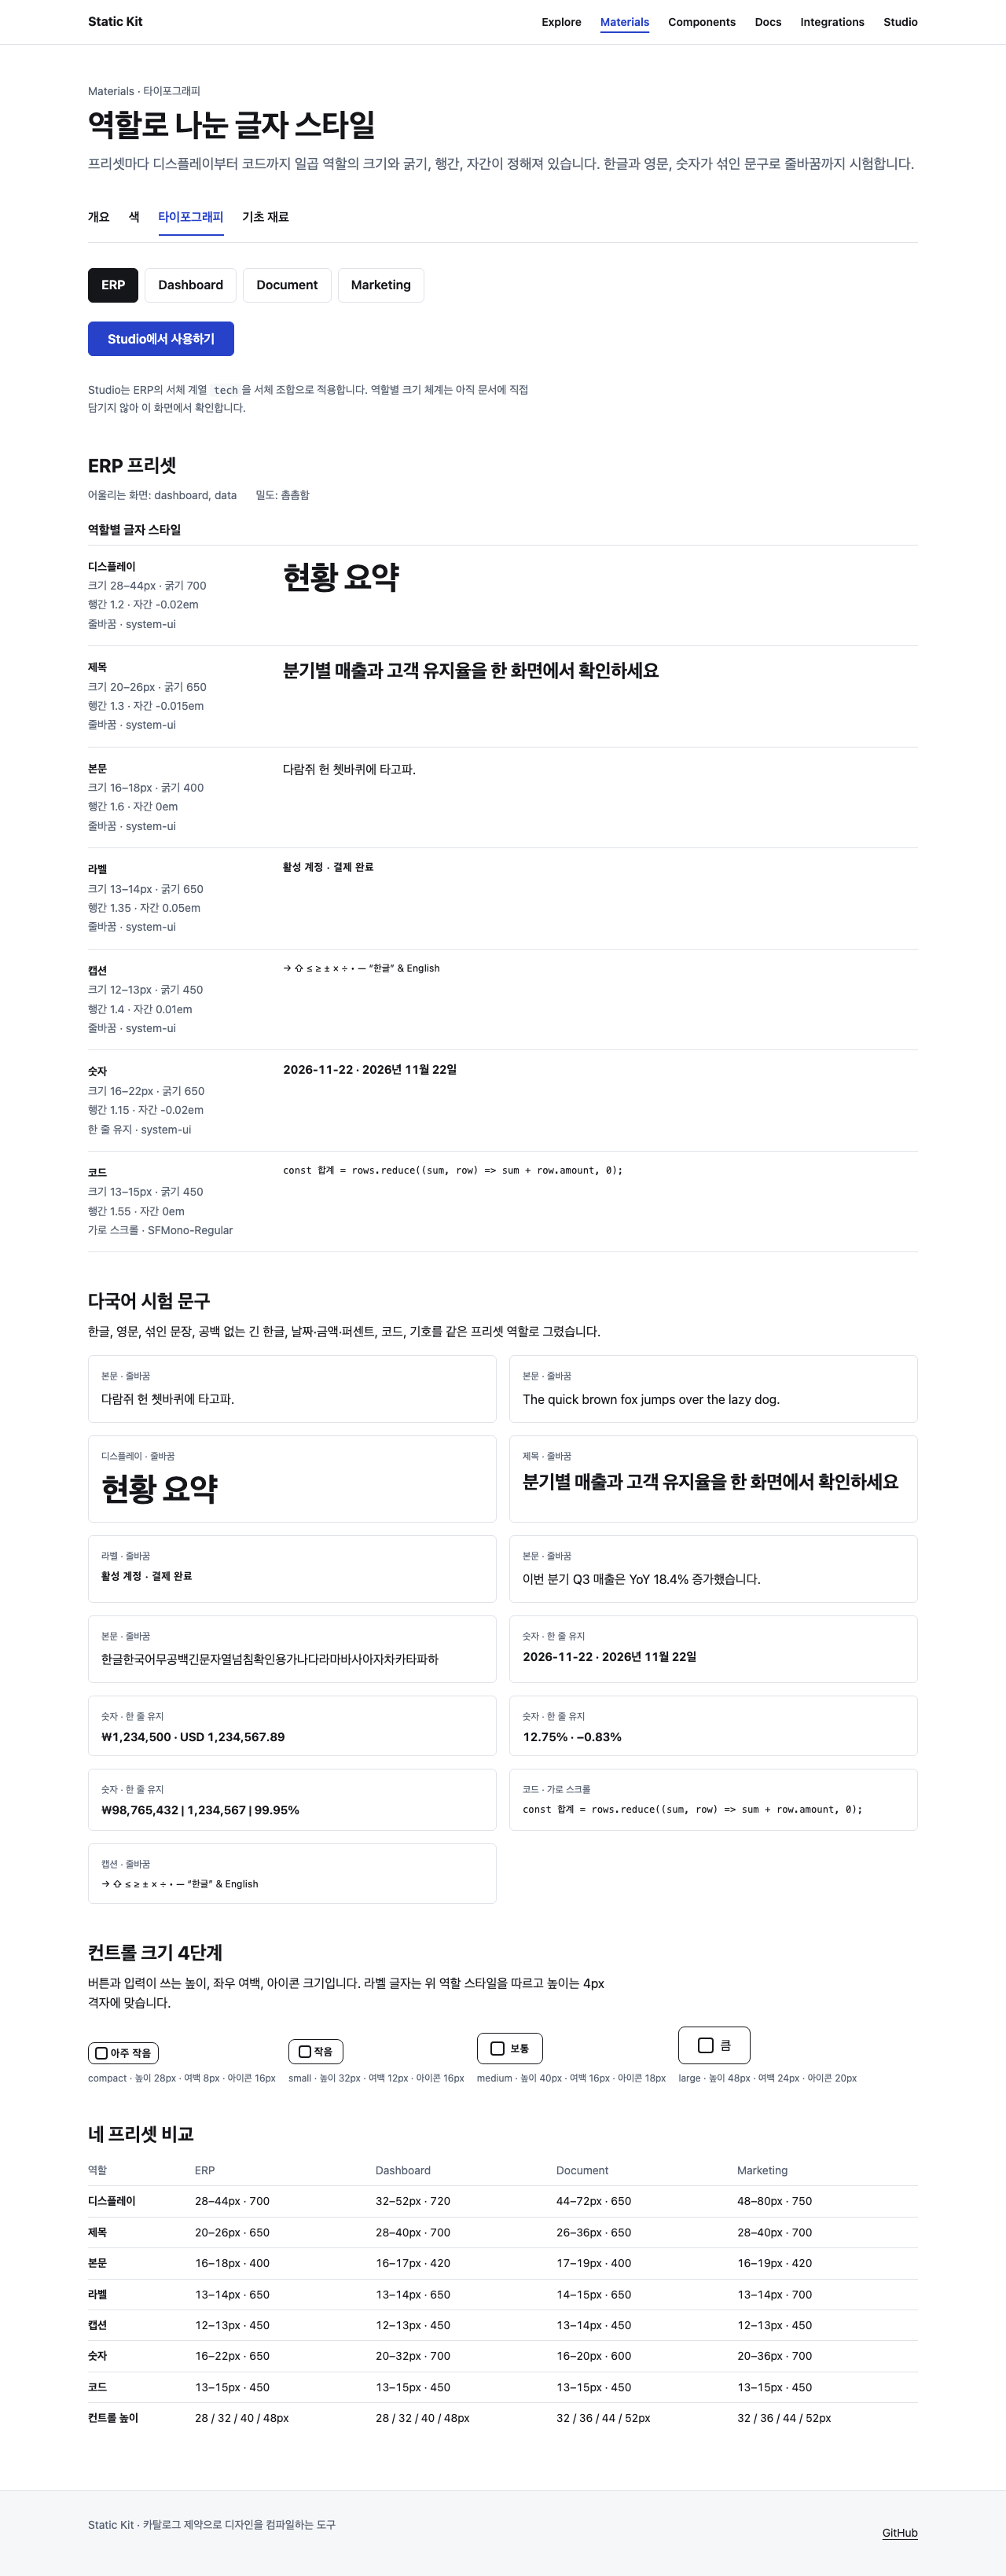 Static Kit
Explore Materials Components Docs Integrations Studio
Materials · 타이포그래피
역할로 나눈 글자 스타일
프리셋마다 디스플레이부터 코드까지 일곱 역할의 크기와 굵기, 행간, 자간이 정해져 있습니다. 한글과 영문, 숫자가 섞인 문구로 줄바꿈까지 시험합니다.
개요 색 타이포그래피 기초 재료
ERP Dashboard Document Marketing
Studio에서 사용하기
Studio는 ERP의 서체 계열 tech 을 서체 조합으로 적용합니다. 역할별 크기 체계는 아직 문서에 직접
담기지 않아 이 화면에서 확인합니다.
ERP 프리셋
어울리는 화면: dashboard, data 밀도: 촘촘함
역할별 글자 스타일
디스플레이
크기 28–44px · 굵기 700
행간 1.2 · 자간 -0.02em
줄바꿈 · system-ui
현황 요약
제목
크기 20–26px · 굵기 650
행간 1.3 · 자간 -0.015em
줄바꿈 · system-ui
분기별 매출과 고객 유지율을 한 화면에서 확인하세요
본문
크기 16–18px · 굵기 400
행간 1.6 · 자간 0em
줄바꿈 · system-ui
다람쥐 헌 쳇바퀴에 타고파.
라벨
크기 13–14px · 굵기 650
행간 1.35 · 자간 0.05em
줄바꿈 · system-ui
활성 계정 · 결제 완료
캡션
크기 12–13px · 굵기 450
행간 1.4 · 자간 0.01em
줄바꿈 · system-ui
→ ⇧ ≤ ≥ ± × ÷ • — “한글” & English
숫자
크기 16–22px · 굵기 650
행간 1.15 · 자간 -0.02em
한 줄 유지 · system-ui
2026-11-22 · 2026년 11월 22일
코드
크기 13–15px · 굵기 450
행간 1.55 · 자간 0em
가로 스크롤 · SFMono-Regular
const 합계 = rows.reduce((sum, row) => sum + row.amount, 0);
다국어 시험 문구
한글, 영문, 섞인 문장, 공백 없는 긴 한글, 날짜·금액·퍼센트, 코드, 기호를 같은 프리셋 역할로 그렸습니다.
본문 · 줄바꿈
다람쥐 헌 쳇바퀴에 타고파.
본문 · 줄바꿈
The quick brown fox jumps over the lazy dog.
디스플레이 · 줄바꿈
현황 요약
제목 · 줄바꿈
분기별 매출과 고객 유지율을 한 화면에서 확인하세요
라벨 · 줄바꿈
활성 계정 · 결제 완료
본문 · 줄바꿈
이번 분기 Q3 매출은 YoY 18.4% 증가했습니다.
본문 · 줄바꿈
한글한국어무공백긴문자열넘침확인용가나다라마바사아자차카타파하
숫자 · 한 줄 유지
2026-11-22 · 2026년 11월 22일
숫자 · 한 줄 유지
₩1,234,500 · USD 1,234,567.89
숫자 · 한 줄 유지
12.75% · −0.83%
숫자 · 한 줄 유지
₩98,765,432 | 1,234,567 | 99.95%
코드 · 가로 스크롤
const 합계 = rows.reduce((sum, row) => sum + row.amount, 0);
캡션 · 줄바꿈
→ ⇧ ≤ ≥ ± × ÷ • — “한글” & English
컨트롤 크기 4단계
버튼과 입력이 쓰는 높이, 좌우 여백, 아이콘 크기입니다. 라벨 글자는 위 역할 스타일을 따르고 높이는 4px
격자에 맞습니다.
아주 작음
compact · 높이 28px · 여백 8px · 아이콘 16px
작음
small · 높이 32px · 여백 12px · 아이콘 16px
보통
medium · 높이 40px · 여백 16px · 아이콘 18px
큼
large · 높이 48px · 여백 24px · 아이콘 20px
네 프리셋 비교
역할 ERP Dashboard Document Marketing
디스플레이 28–44px · 700 32–52px · 720 44–72px · 650 48–80px · 750
제목 20–26px · 650 28–40px · 700 26–36px · 650 28–40px · 700
본문 16–18px · 400 16–17px · 420 17–19px · 400 16–19px · 420
라벨 13–14px · 650 13–14px · 650 14–15px · 650 13–14px · 700
캡션 12–13px · 450 12–13px · 450 13–14px · 450 12–13px · 450
숫자 16–22px · 650 20–32px · 700 16–20px · 600 20–36px · 700
코드 13–15px · 450 13–15px · 450 13–15px · 450 13–15px · 450
컨트롤 높이 28 / 32 / 40 / 48px 28 / 32 / 40 / 48px 32 / 36 / 44 / 52px 32 / 36 / 44 / 52px
Static Kit · 카탈로그 제약으로 디자인을 컴파일하는 도구
GitHub